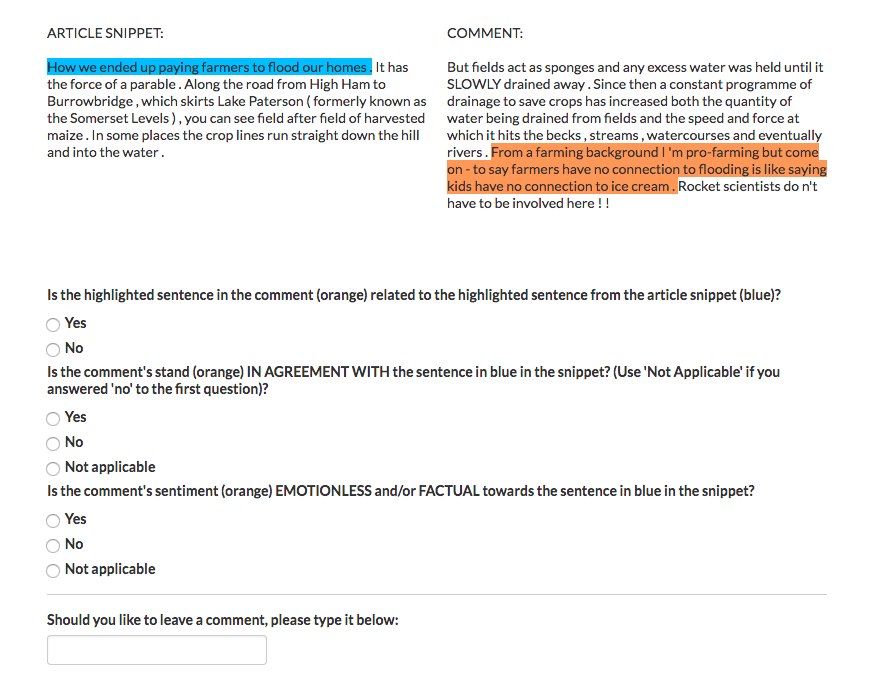 ARTICLE SNIPPET:
How we ended up paying farmers to flood our homes . It has
the force of a parable . Along the road from High Ham to
Burrowbridge , which skirts Lake Paterson ( formerly known as
the Somerset Levels ) , you can see field after field of harvested
maize . In some places the crop lines run straight down the hill
and into the water .
COMMENT:
But fields act as sponges and any excess water was held until it
SLOWLY drained away . Since then a constant programme of
drainage to save crops has increased both the quantity of
water being drained from fields and the speed and force at
which it hits the becks , streams , watercourses and eventually
rivers . From a farming background I 'm pro-farming but come
on - to say farmers have no connection to flooding is like saying
kids have no connection to ice cream . Rocket scientists do n't
have to be involved here ! !
Is the highlighted sentence in the comment (orange) related to the highlighted sentence from the article snippet (blue)?
Yes
No
Is the comment's stand (orange) IN AGREEMENT WITH the sentence in blue in the snippet? (Use 'Not Applicable' if you
answered 'no' to the first question)?
Yes
No
Not applicable
Is the comment's sentiment (orange) EMOTIONLESS and/or FACTUAL towards the sentence in blue in the snippet?
Yes
No
Not applicable
Should you like to leave a comment, please type it below: